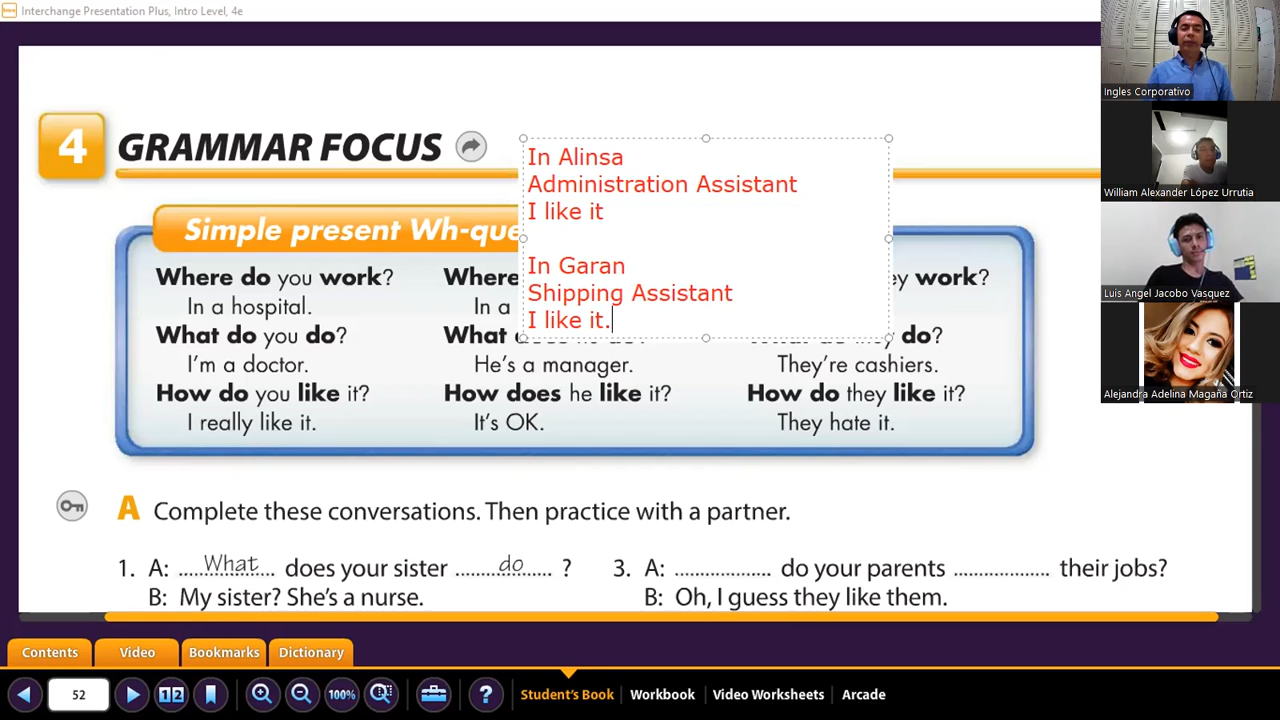 Interchange Presentation Plus, Intro Level, 4e
4 GRAMMAR FOCUS
In Alinsa
Administration Assistant
I like it
In Garan
Shipping Assistant
I like it.
Simple present Wh-que
Where do you work?
In a hospital.
What do you do?
I'm a doctor.
How do you like it?
I really like it.
Where
In a
What does he do?
He's a manager.
How does he like it?
It's OK.
ey work?
do?
They're cashiers.
How do they like it?
They hate it.
A Complete these conversations. Then practice with a partner.
1. A: What does your sister do ?
B: My sister? She's a nurse.
3. A: .................. do your parents .................. their jobs?
B: Oh, I guess they like them.
Ingles Corporativo
William Alexander López Urrutia
Luis Angel Jacobo Vasquez
Alejandra Adelina Magaña Ortiz
Contents Video Bookmarks Dictionary
52 1 2 100% ? Student's Book Workbook Video Worksheets Arcade